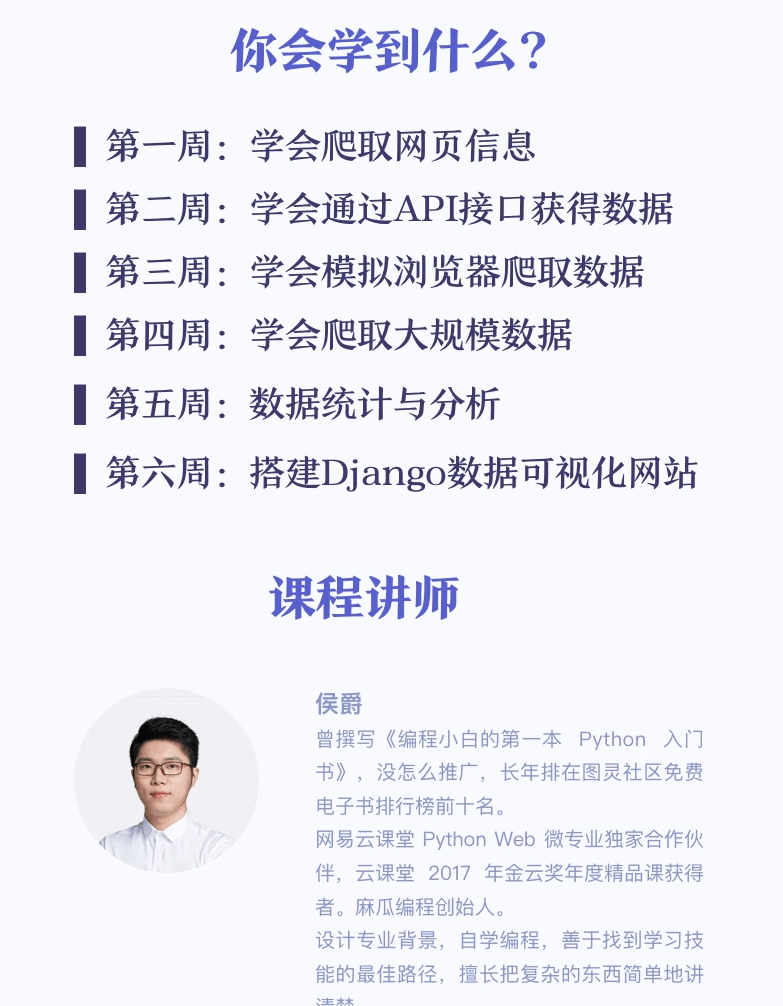 你会学到什么？
第一周：学会爬取网页信息
第二周：学会通过API接口获得数据
第三周：学会模拟浏览器爬取数据
第四周：学会爬取大规模数据
第五周：数据统计与分析
第六周：搭建Django数据可视化网站
课程讲师
侯爵
曾撰写《编程小白的第一本 Python 入门
书》，没怎么推广，长年排在图灵社区免费
电子书排行榜前十名。
网易云课堂 Python Web 微专业独家合作伙
伴，云课堂 2017 年金云奖年度精品课获得
者。麻瓜编程创始人。
设计专业背景，自学编程，善于找到学习技
能的最佳路径，擅长把复杂的东西简单地讲